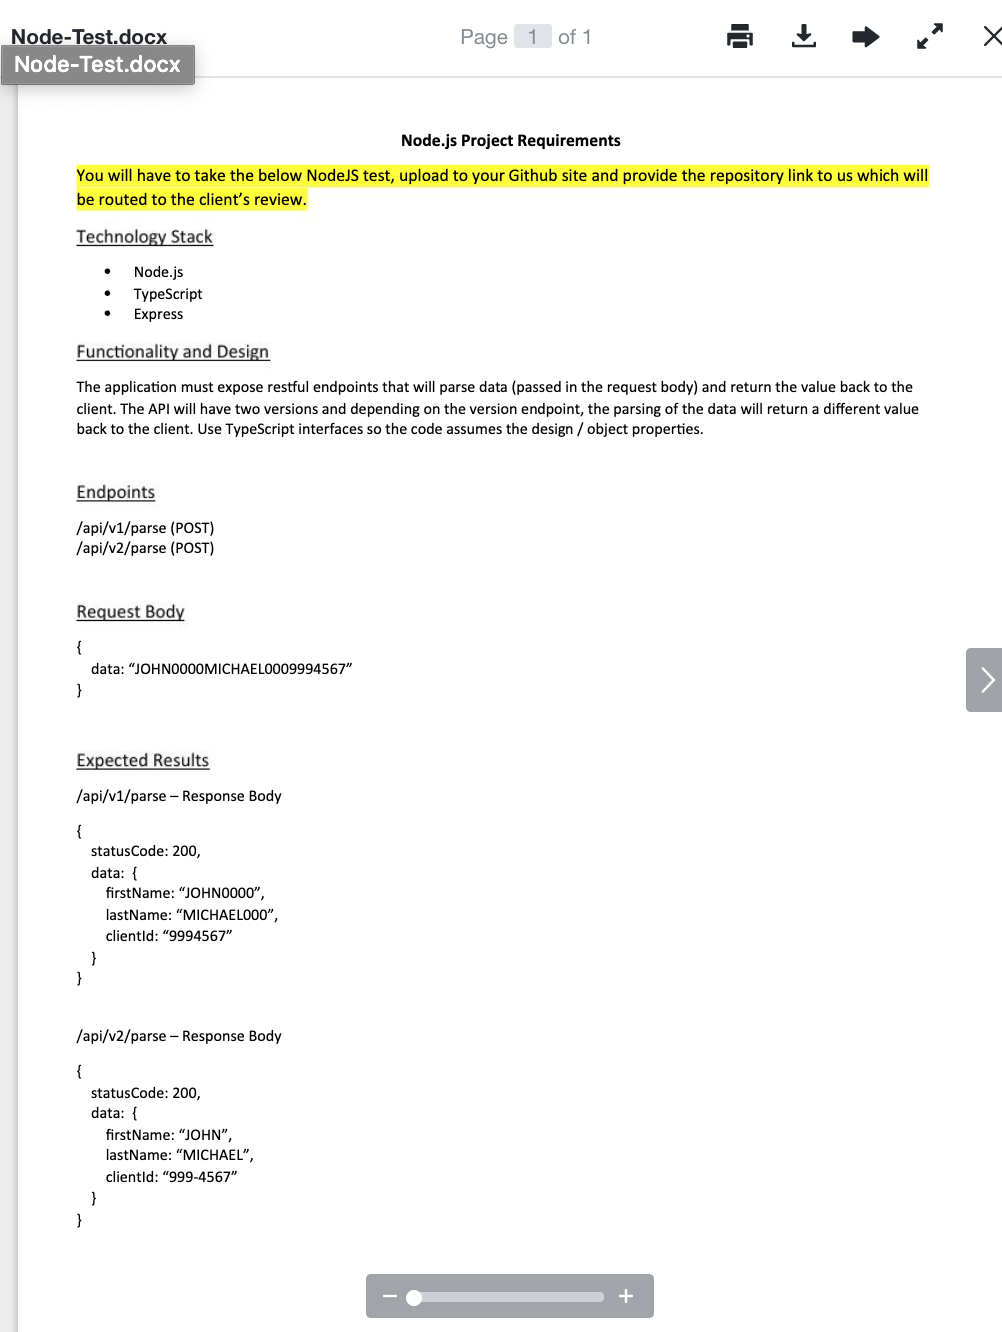 Node-Test.docx
Page 1 of 1
Node-Test.docx
Node.js Project Requirements
You will have to take the below NodeJS test, upload to your Github site and provide the repository link to us which will
be routed to the client’s review.
Technology Stack
• Node.js
• TypeScript
• Express
Functionality and Design
The application must expose restful endpoints that will parse data (passed in the request body) and return the value back to the
client. The API will have two versions and depending on the version endpoint, the parsing of the data will return a different value
back to the client. Use TypeScript interfaces so the code assumes the design / object properties.
Endpoints
/api/v1/parse (POST)
/api/v2/parse (POST)
Request Body
{
data: “JOHN0000MICHAEL0009994567”
}
Expected Results
/api/v1/parse – Response Body
{
statusCode: 200,
data: {
firstName: “JOHN0000”,
lastName: “MICHAEL000”,
clientId: “9994567”
}
}
/api/v2/parse – Response Body
{
statusCode: 200,
data: {
firstName: “JOHN”,
lastName: “MICHAEL”,
clientId: “999-4567”
}
}